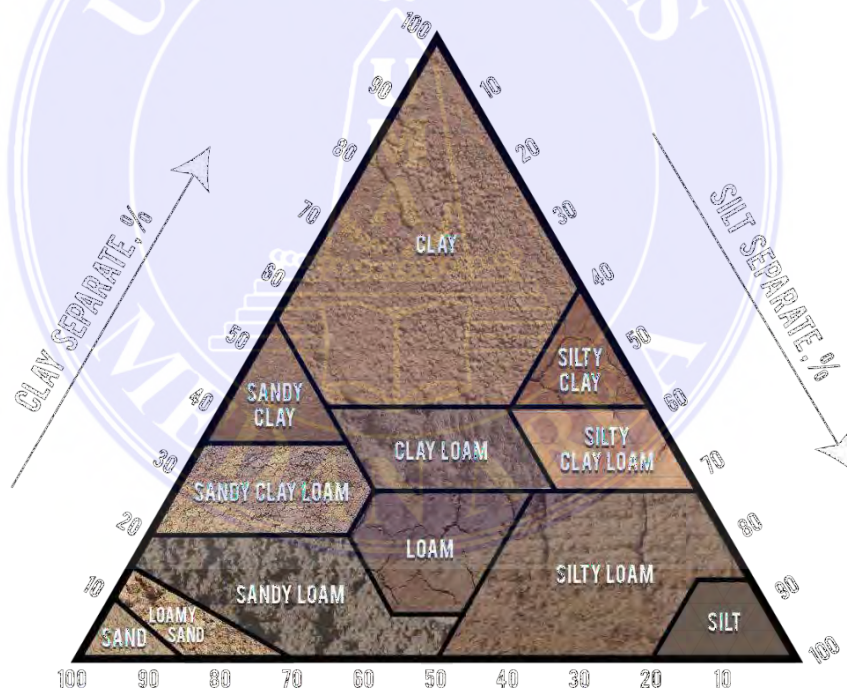 100
90
80
70
60
50
40
30
20
10
10
20
30
40
50
60
70
80
90
100
CLAY SEPARATE, %
SILT SEPARATE, %
CLAY
SILTY
CLAY
SANDY
CLAY
CLAY LOAM
SILTY
CLAY LOAM
SANDY CLAY LOAM
LOAM
SILTY LOAM
SANDY LOAM
LOAMY
SAND
SAND
SILT
100 90 80 70 60 50 40 30 20 10